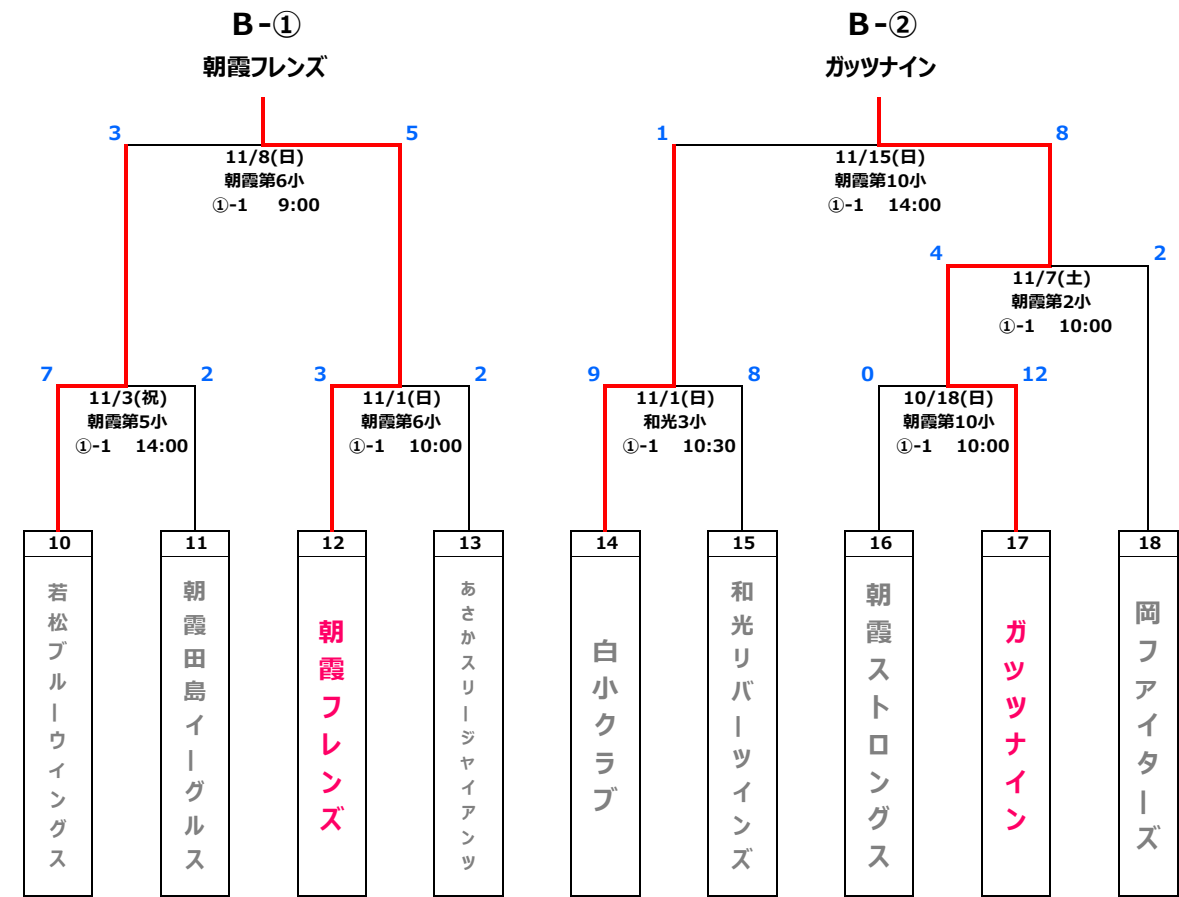 B-①
朝霞フレンズ
3
5
11/8(日)
朝霞第6小
①-1 9:00
7
2
11/3(祝)
朝霞第5小
①-1 14:00
3
2
11/1(日)
朝霞第6小
①-1 10:00
B-②
ガッツナイン
1
8
11/15(日)
朝霞第10小
①-1 14:00
4
2
11/7(土)
朝霞第2小
①-1 10:00
9
8
11/1(日)
和光3小
①-1 10:30
0
12
10/18(日)
朝霞第10小
①-1 10:00
10
若松ブルーウイングス
11
朝霞田島イーグルス
12
朝霞フレンズ
13
あさかスリージャイアンツ
14
白小クラブ
15
和光リバーツインズ
16
朝霞ストロングス
17
ガッツナイン
18
岡ファイターズ